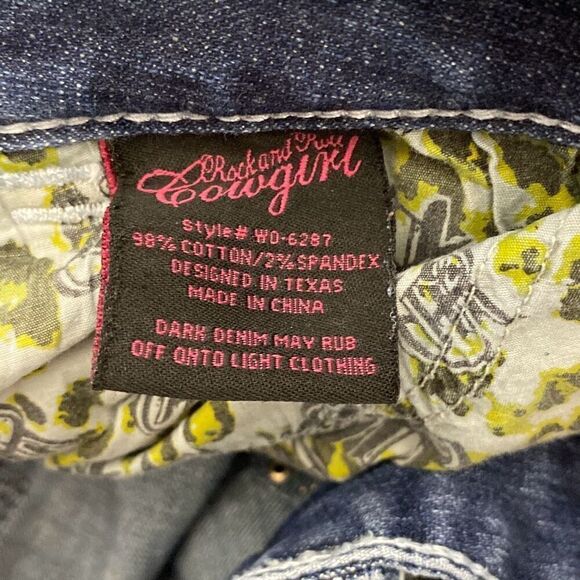 Rock and Roll
Cowgirl
Style# WO-6287
98% COTTON/2% SPANDEX
DESIGNED IN TEXAS
MADE IN CHINA
DARK DENIM MAY RUB
OFF ONTO LIGHT CLOTHING